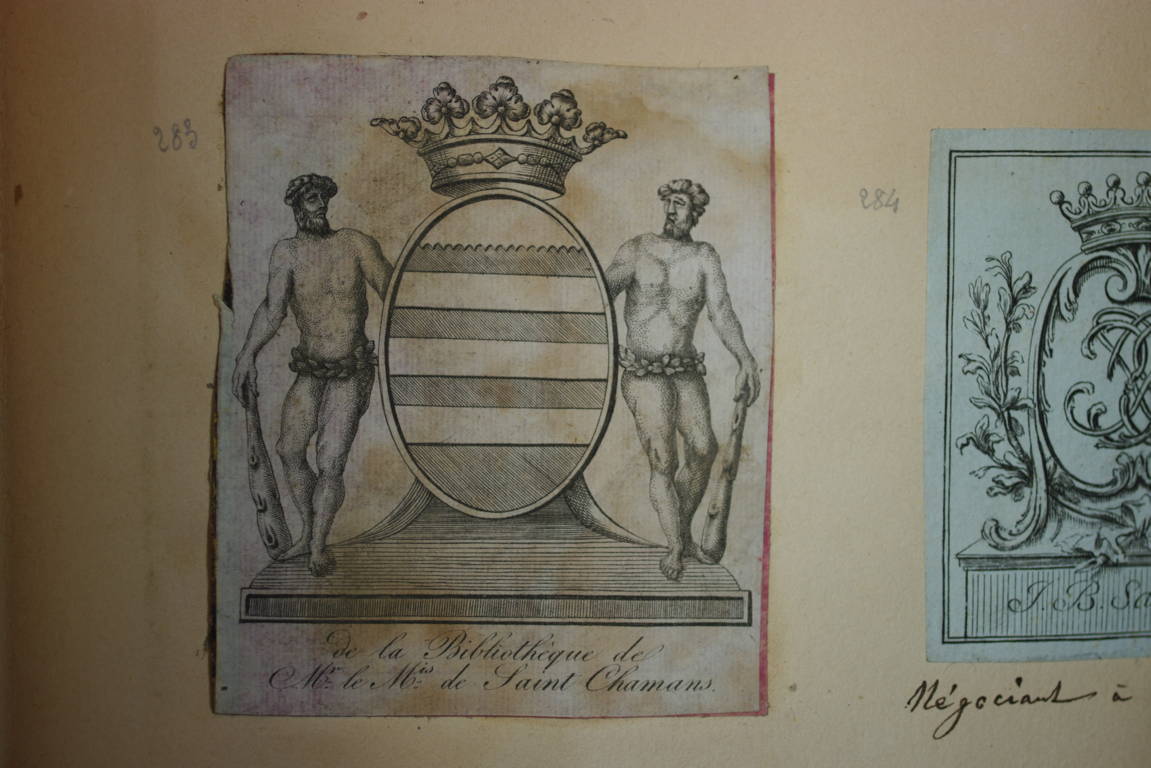 283
de la Bibliothèque de
Mr. le Mis. de Saint Chamans.
284
J. B. Sa
Négociant à